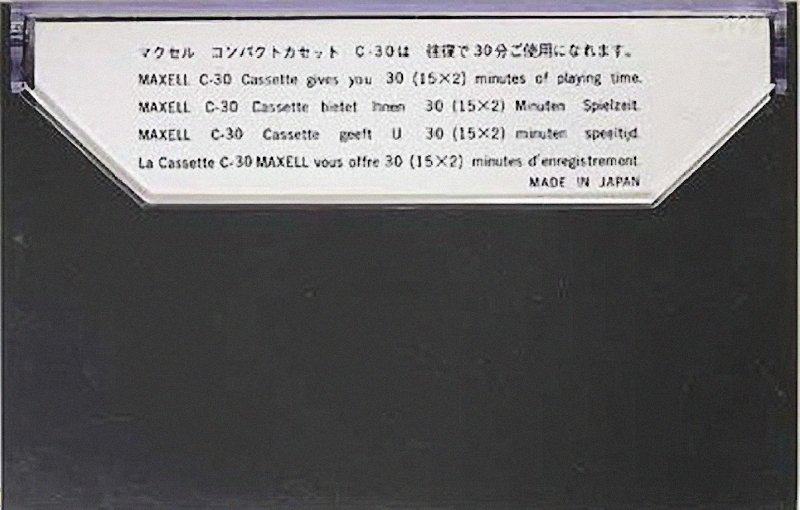 マクセル コンパクトカセット C-30は 往復で30分ご使用になれます。
MAXELL C-30 Cassette gives you 30 (15×2) minutes of playing time.
MAXELL C-30 Cassette bietet Ihnen 30 (15×2) Minuten Spielzeit.
MAXELL C-30 Cassette geeft U 30 (15×2) minuten speeltijd.
La Cassette C-30 MAXELL vous offre 30 (15×2) minutes d'enregistrement.
MADE IN JAPAN